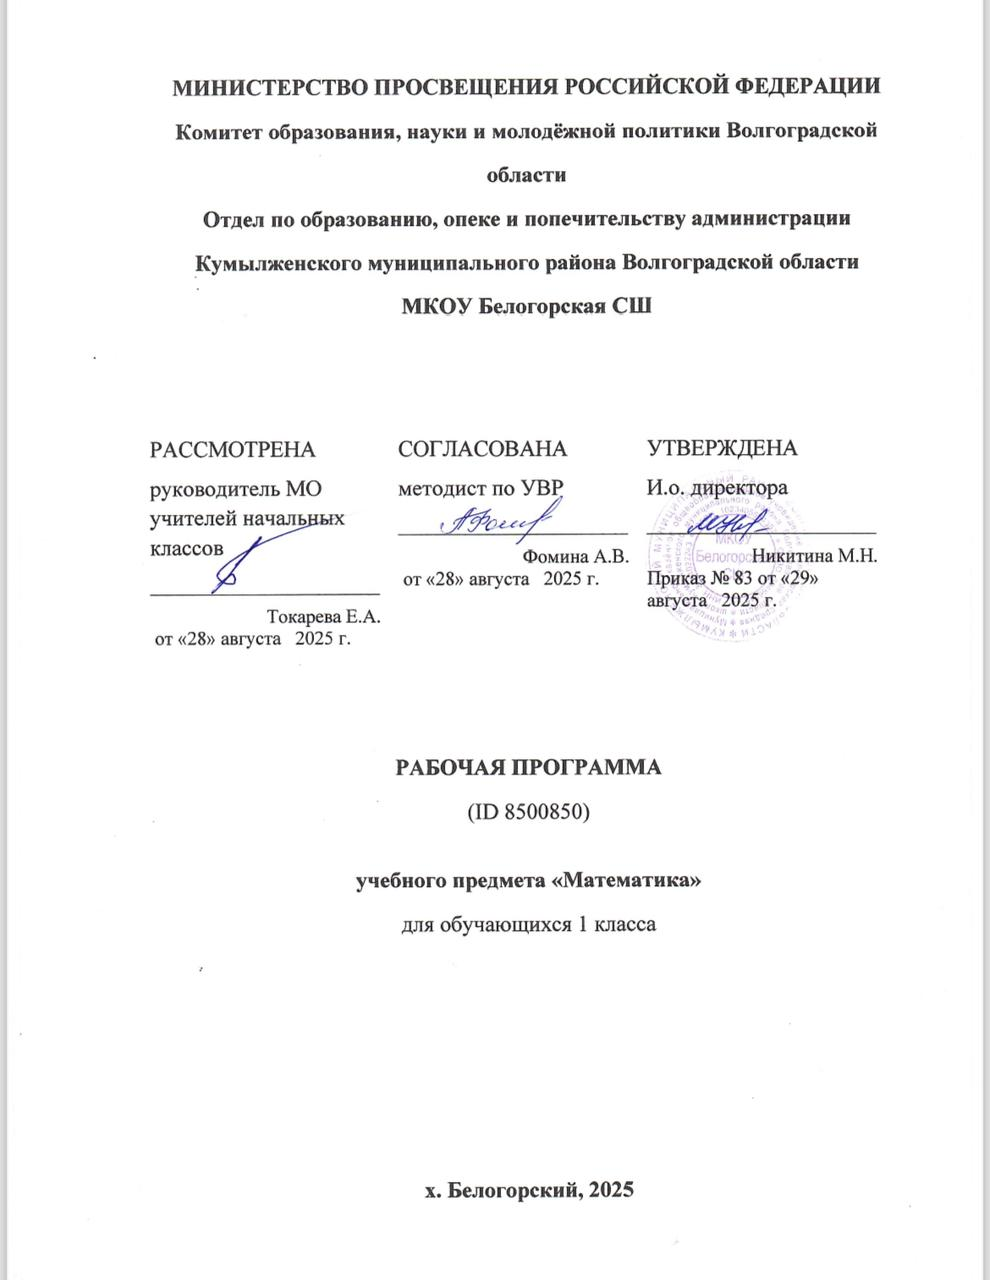 МИНИСТЕРСТВО ПРОСВЕЩЕНИЯ РОССИЙСКОЙ ФЕДЕРАЦИИ
Комитет образования, науки и молодёжной политики Волгоградской
области
Отдел по образованию, опеке и попечительству администрации
Кумылженского муниципального района Волгоградской области
МКОУ Белогорская СШ
РАССМОТРЕНА
руководитель МО
учителей начальных
классов
Токарева Е.А.
от «28» августа 2025 г.
СОГЛАСОВАНА
методист по УВР
Фомина А.В.
от «28» августа 2025 г.
УТВЕРЖДЕНА
И.о. директора
МКОУ
Никитина М.Н.
Приказ № 83 от «29»
августа 2025 г.
РАБОЧАЯ ПРОГРАММА
(ID 8500850)
учебного предмета «Математика»
для обучающихся 1 класса
х. Белогорский, 2025